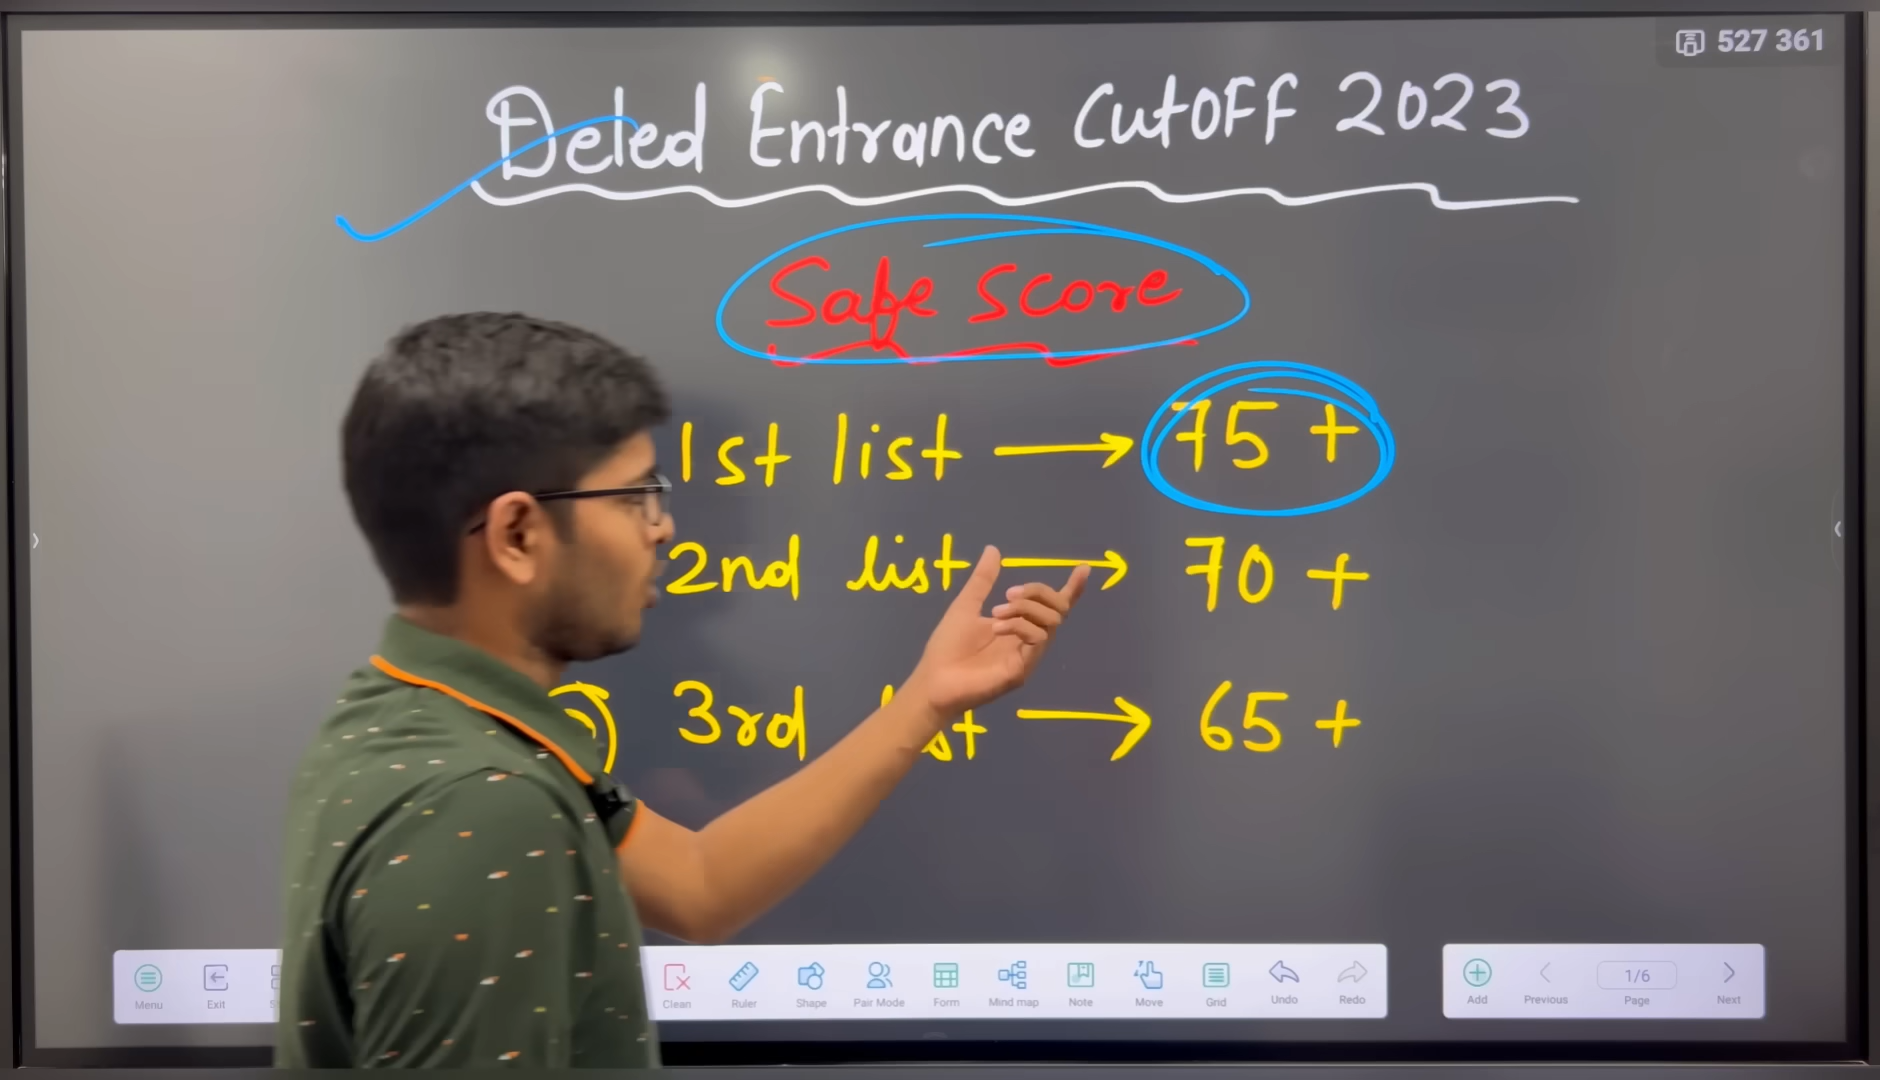 527 361
Deled Entrance CutOFF 2023
Safe Score
1st list → 75 +
2nd list → 70 +
3rd → 65 +
Menu Exit Clean Ruler Shape Pair Mode Form Mind map Note Move Grid Undo Redo
Add Previous 1/6 Page Next